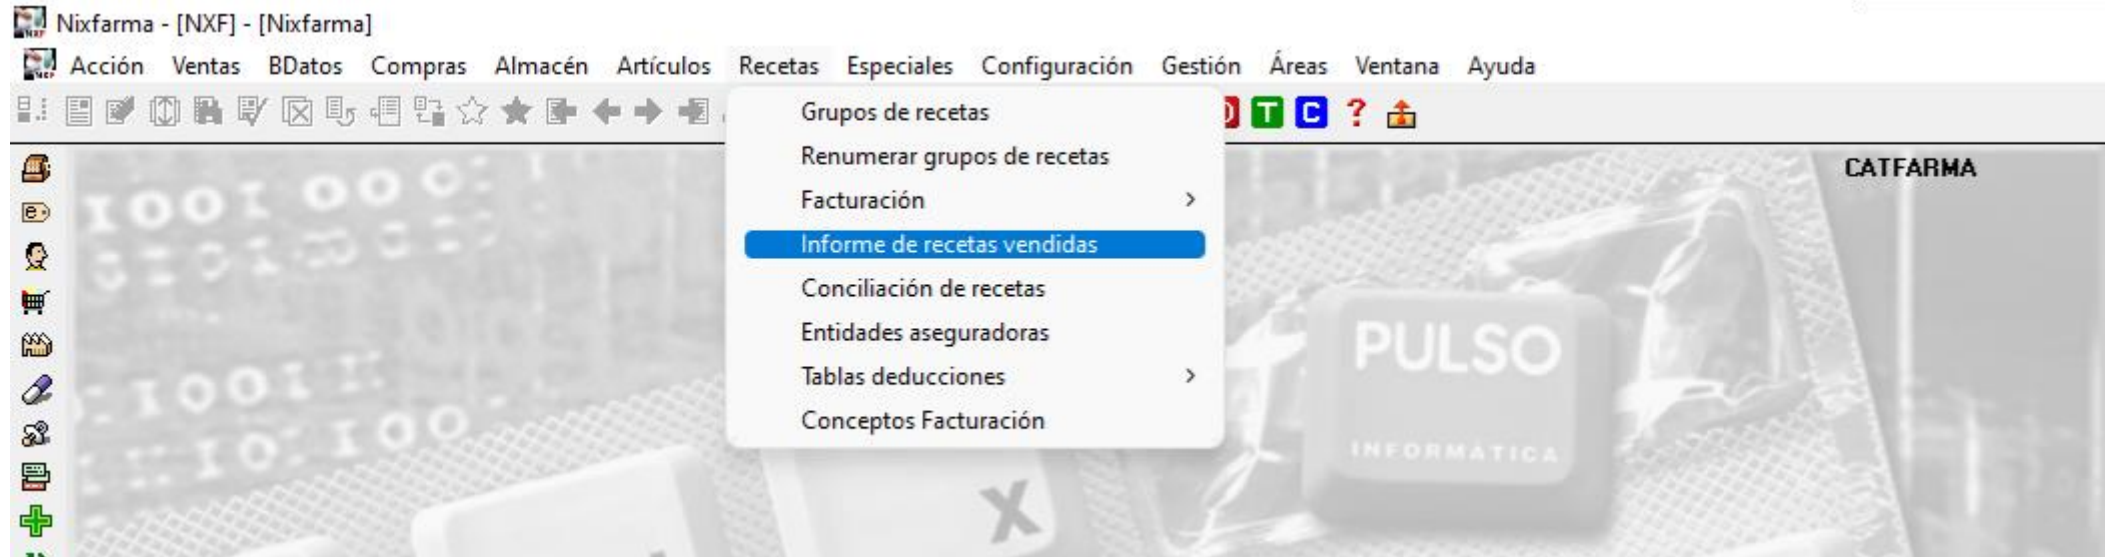 Nixfarma - [NXF] - [Nixfarma]
Acción Ventas BDatos Compras Almacén Artículos Recetas Especiales Configuración Gestión Áreas Ventana Ayuda
T C ?
Grupos de recetas
Renumerar grupos de recetas
Facturación
Informe de recetas vendidas
Conciliación de recetas
Entidades aseguradoras
Tablas deducciones
Conceptos Facturación
CATFARMA
PULSO
INFORMATICA
X